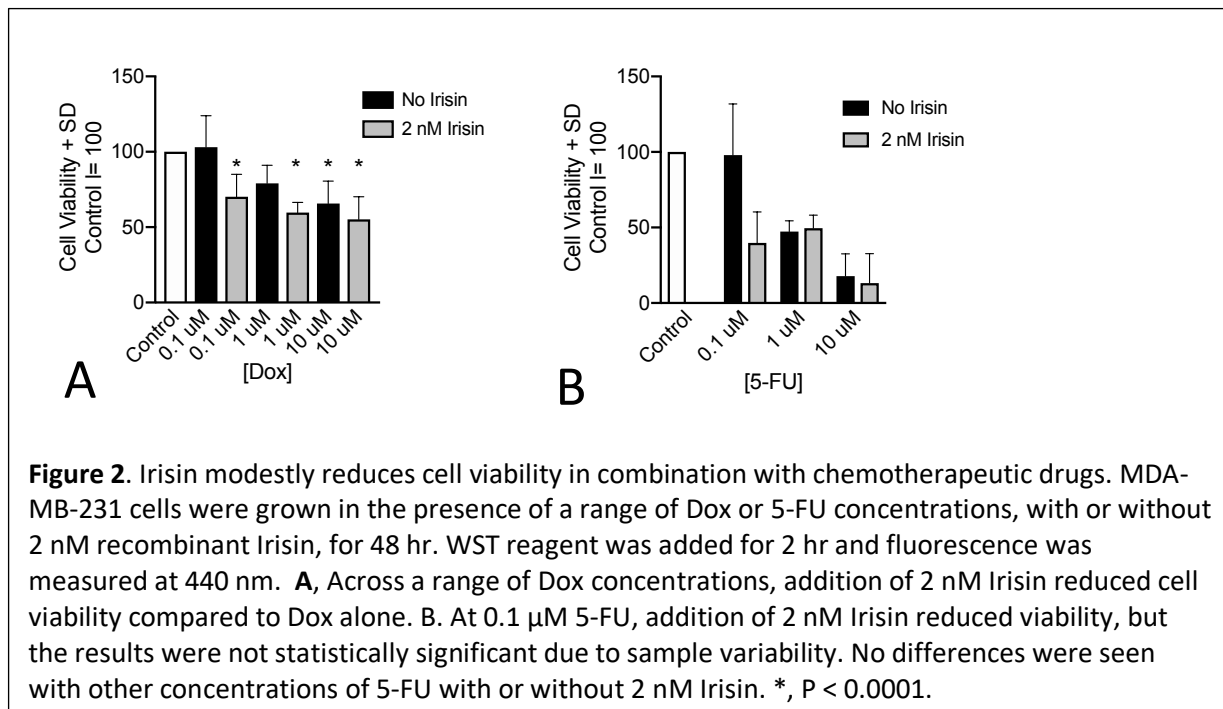 150
100
50
0
Cell Viability + SD
Control I= 100
No Irisin
2 nM Irisin
* * * *
Control
0.1 uM
0.1 uM
1 uM
1 uM
10 uM
10 uM
[Dox]
A
150
100
50
0
Cell Viability + SD
Control I= 100
No Irisin
2 nM Irisin
Control
0.1 uM
1 uM
10 uM
[5-FU]
B
Figure 2. Irisin modestly reduces cell viability in combination with chemotherapeutic drugs. MDA-
MB-231 cells were grown in the presence of a range of Dox or 5-FU concentrations, with or without
2 nM recombinant Irisin, for 48 hr. WST reagent was added for 2 hr and fluorescence was
measured at 440 nm. A, Across a range of Dox concentrations, addition of 2 nM Irisin reduced cell
viability compared to Dox alone. B. At 0.1 µM 5-FU, addition of 2 nM Irisin reduced viability, but
the results were not statistically significant due to sample variability. No differences were seen
with other concentrations of 5-FU with or without 2 nM Irisin. *, P < 0.0001.